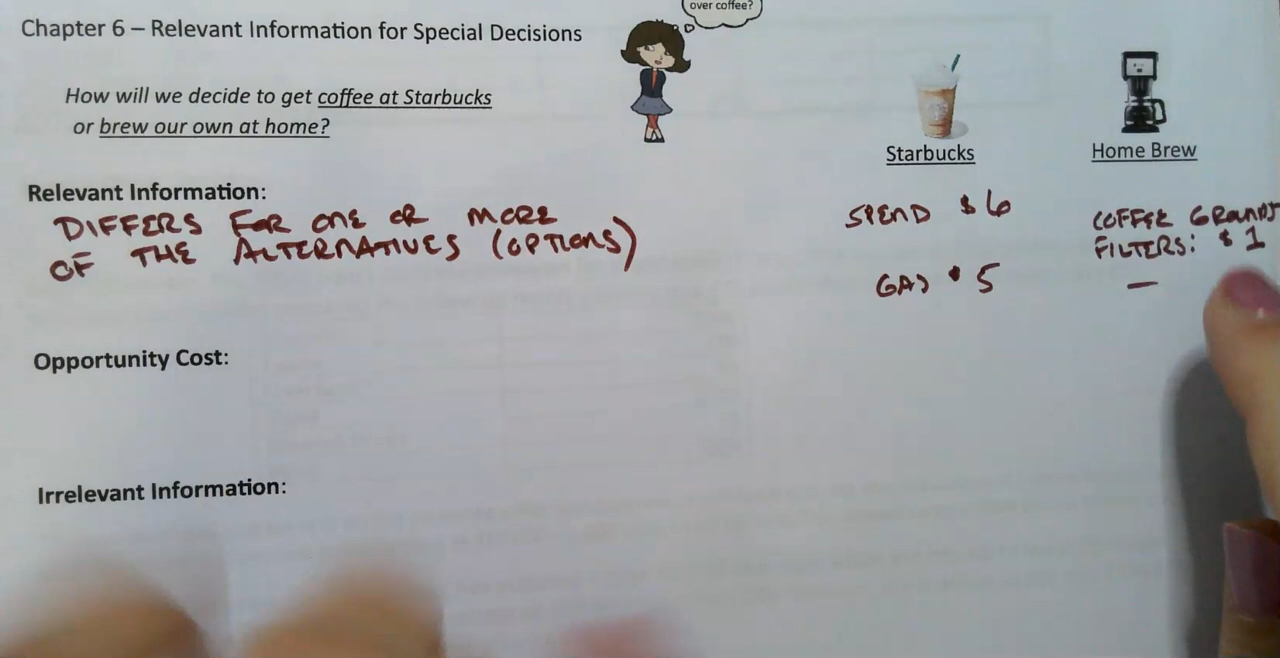 over coffee?
Chapter 6 – Relevant Information for Special Decisions
How will we decide to get coffee at Starbucks
or brew our own at home?
Starbucks
Home Brew
Relevant Information:
DIFFERS FOR ONE OR MORE
OF THE ALTERNATIVES (OPTIONS)
SPEND $6
COFFEE GROUNDS
FILTERS: $1
GAS $5
—
Opportunity Cost:
Irrelevant Information: